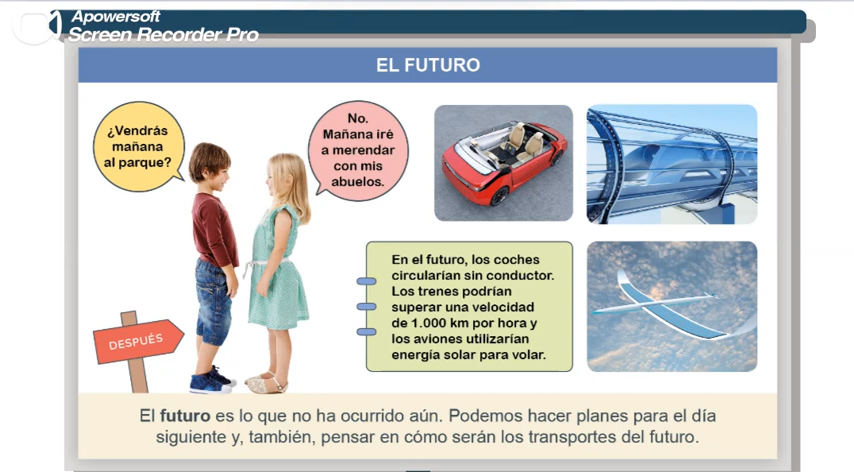 Apowersoft
Screen Recorder Pro
EL FUTURO
¿Vendrás
mañana
al parque?
No.
Mañana iré
a merendar
con mis
abuelos.
En el futuro, los coches
circularían sin conductor.
Los trenes podrían
superar una velocidad
de 1.000 km por hora y
los aviones utilizarían
energía solar para volar.
DESPUÉS
El futuro es lo que no ha ocurrido aún. Podemos hacer planes para el día
siguiente y, también, pensar en cómo serán los transportes del futuro.